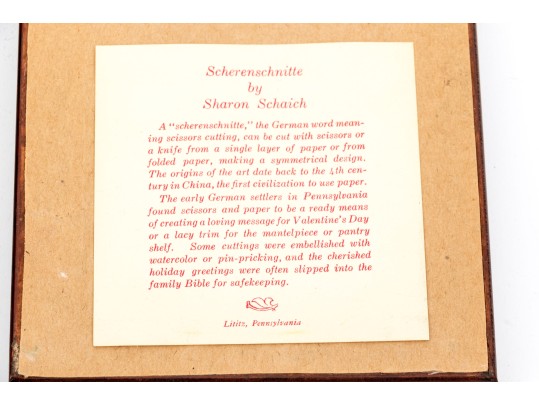 Scherenschnitte
by
Sharon Schaich
A "scherenschnitte," the German word mean-
ing scissors cutting, can be cut with scissors or
a knife from a single layer of paper or from
folded paper, making a symmetrical design.
The origins of the art date back to the 4th cen-
tury in China, the first civilization to use paper.
The early German settlers in Pennsylvania
found scissors and paper to be a ready means
of creating a loving message for Valentine's Day
or a lacy trim for the mantelpiece or pantry
shelf. Some cuttings were embellished with
watercolor or pin-pricking, and the cherished
holiday greetings were often slipped into the
family Bible for safekeeping.
Lititz, Pennsylvania